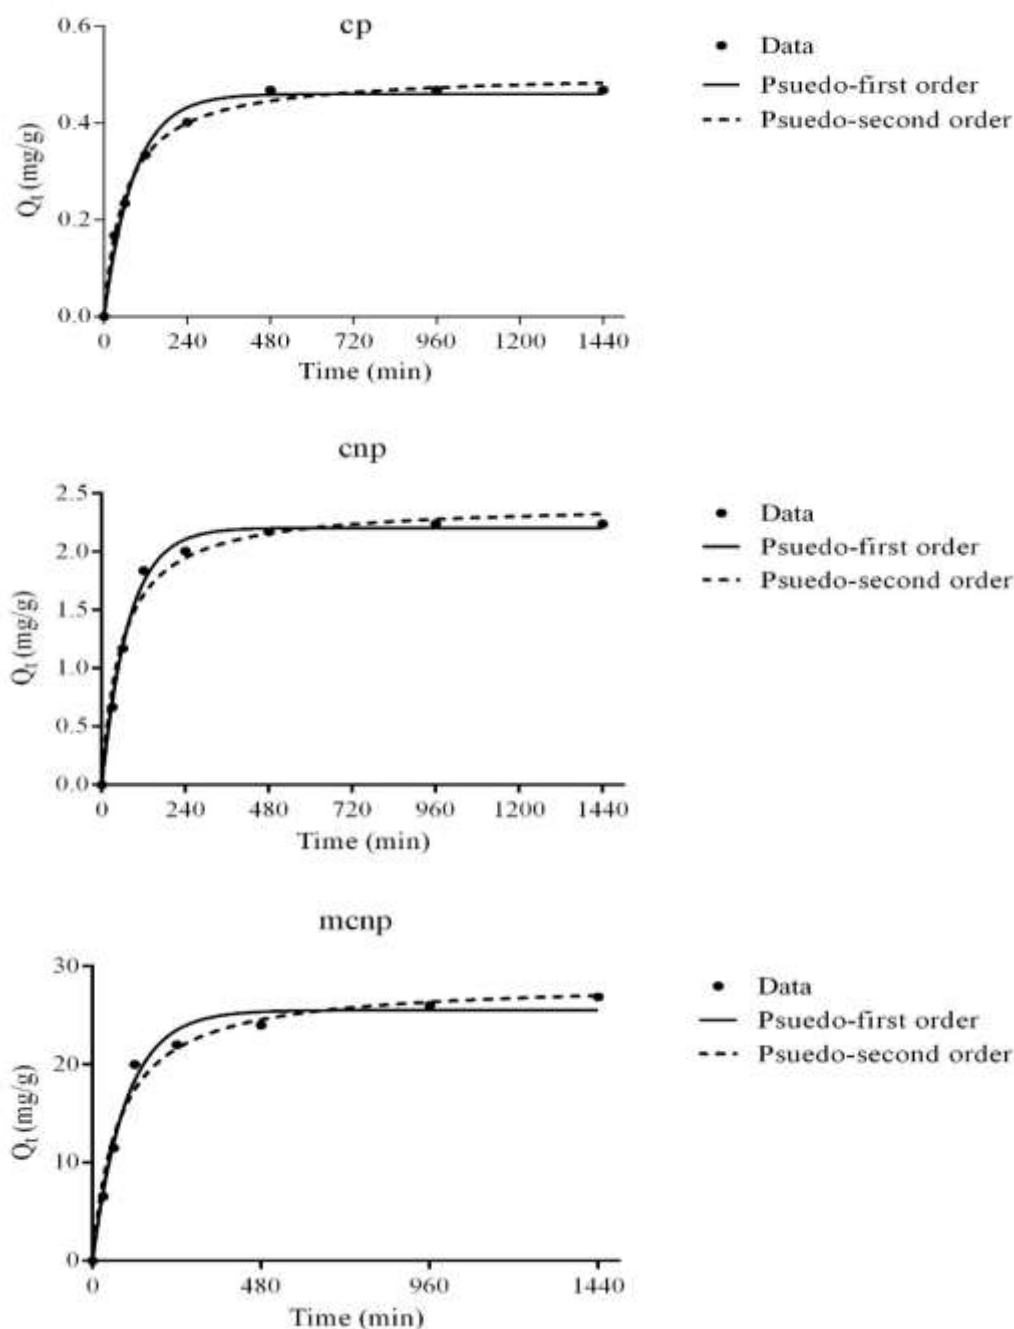 cp
Data
Psuedo-first order
Psuedo-second order
Qt (mg/g)
0.6
0.4
0.2
0.0
0 240 480 720 960 1200 1440
Time (min)
cnp
Data
Psuedo-first order
Psuedo-second order
Qt (mg/g)
2.5
2.0
1.5
1.0
0.5
0.0
0 240 480 720 960 1200 1440
Time (min)
mcnp
Data
Psuedo-first order
Psuedo-second order
Qt (mg/g)
30
20
10
0
0 480 960 1440
Time (min)